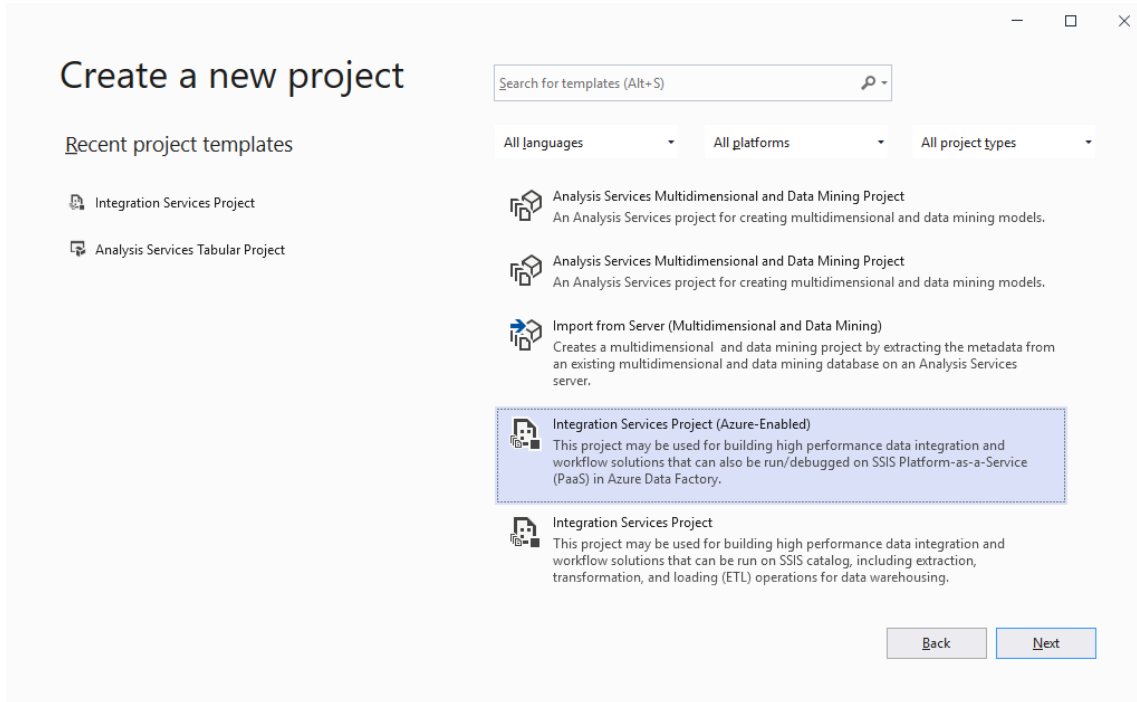 Create a new project
Search for templates (Alt+S)
Recent project templates
All languages
All platforms
All project types
Integration Services Project
Analysis Services Tabular Project
Analysis Services Multidimensional and Data Mining Project
An Analysis Services project for creating multidimensional and data mining models.
Analysis Services Multidimensional and Data Mining Project
An Analysis Services project for creating multidimensional and data mining models.
Import from Server (Multidimensional and Data Mining)
Creates a multidimensional  and data mining project by extracting the metadata from
an existing multidimensional and data mining database on an Analysis Services
server.
Integration Services Project (Azure-Enabled)
This project may be used for building high performance data integration and
workflow solutions that can also be run/debugged on SSIS Platform-as-a-Service
(PaaS) in Azure Data Factory.
Integration Services Project
This project may be used for building high performance data integration and
workflow solutions that can be run on SSIS catalog, including extraction,
transformation, and loading (ETL) operations for data warehousing.
Back
Next